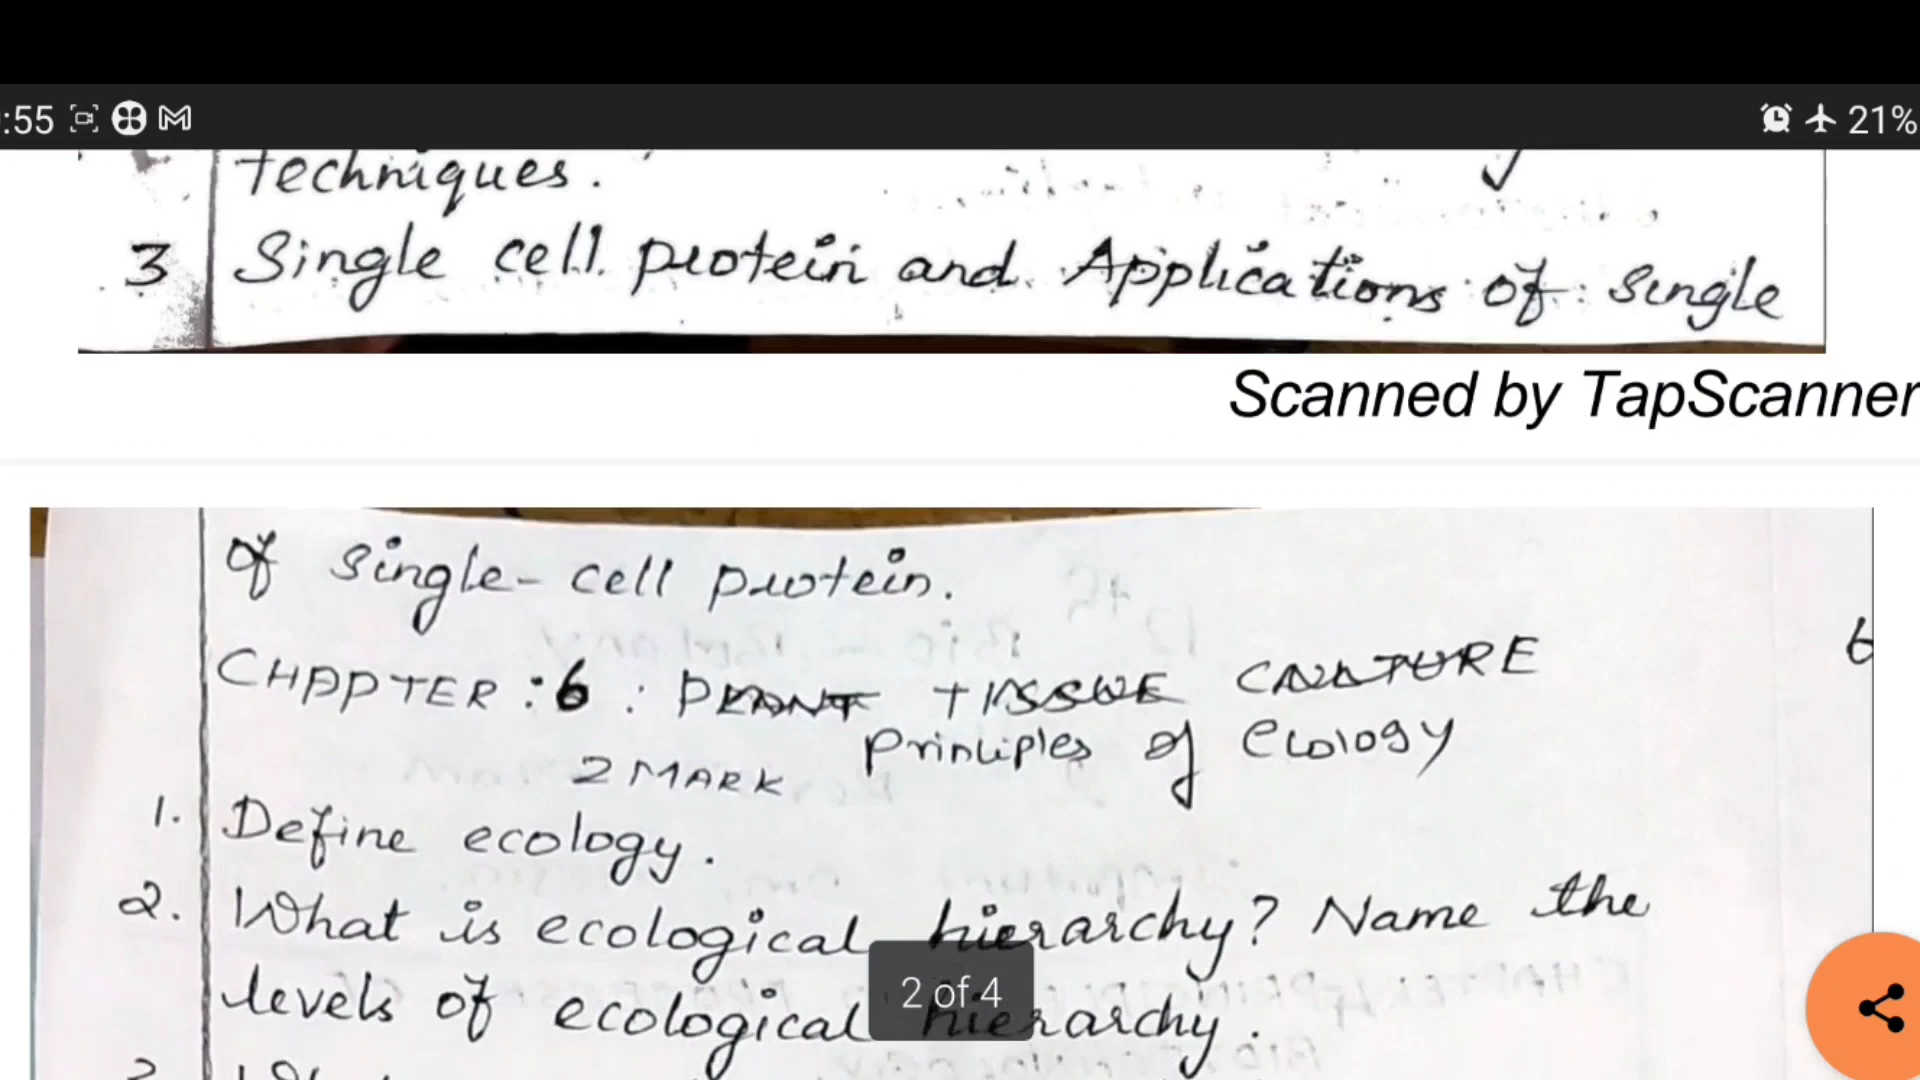 :55
21%
Techniques.
3 Single cell protein and Applications of single
Scanned by TapScanner
of single-cell protein.
CHAPTER : 6 : PLANT TISSUE CULTURE
6
Principles of ecology
2 MARK
1. Define ecology.
2. What is ecological hierarchy? Name the
levels of ecological hierarchy.
2 of 4